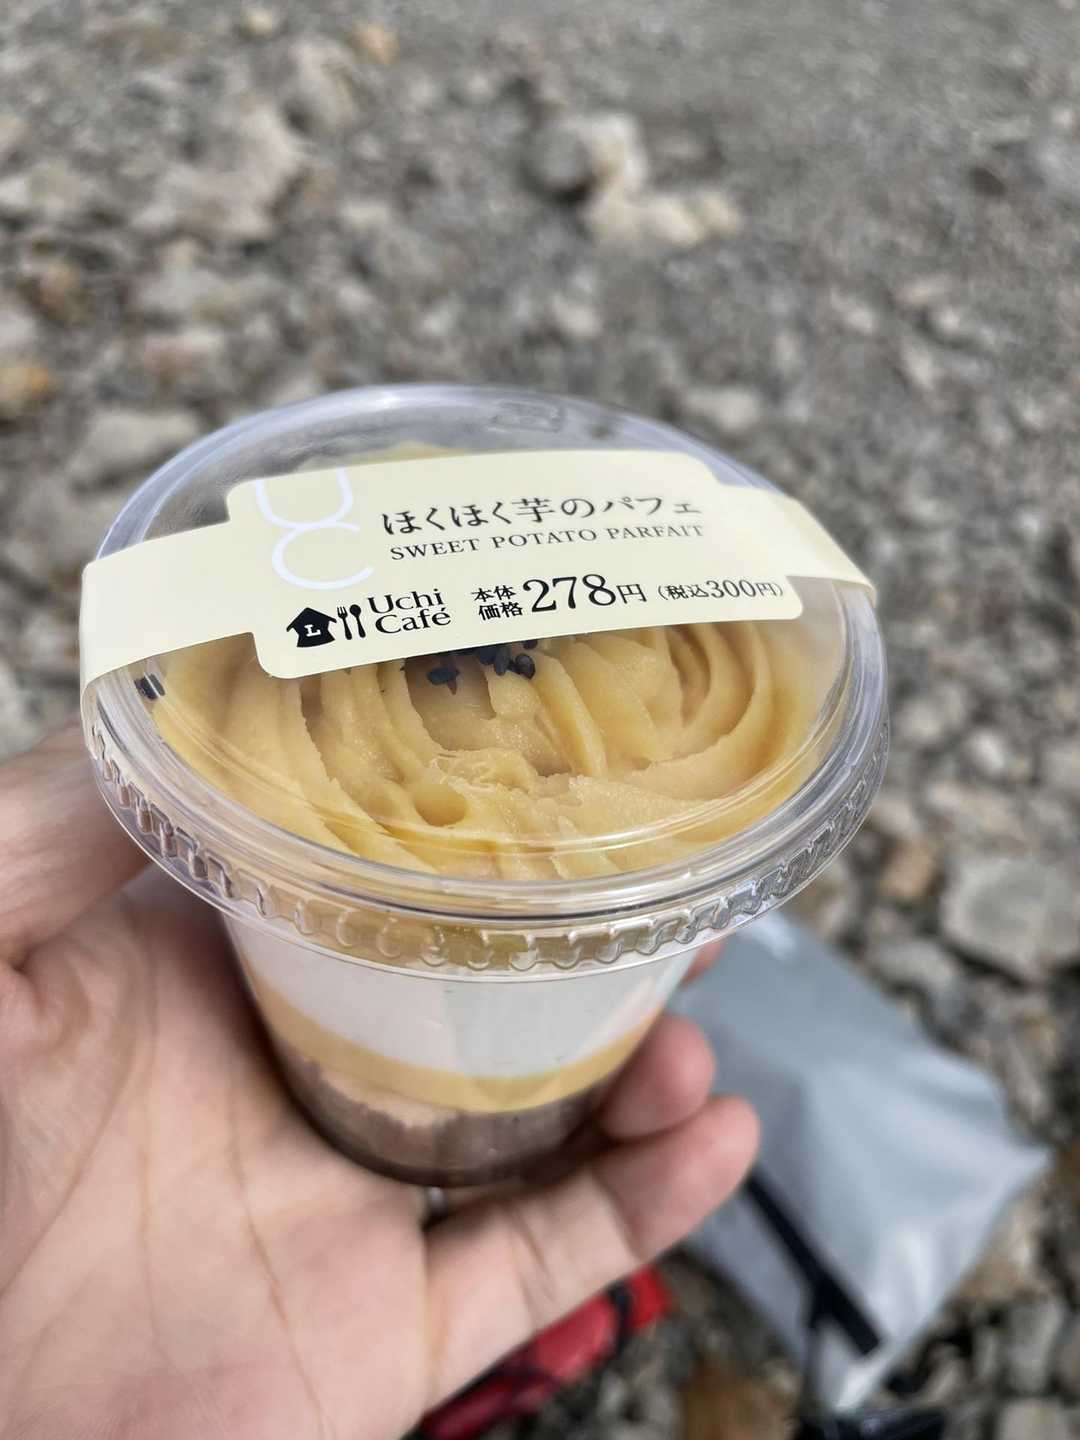 UC
ほくほく芋のパフェ
SWEET POTATO PARFAIT
L
Uchi
Café
本体
価格 278円 (税込300円)